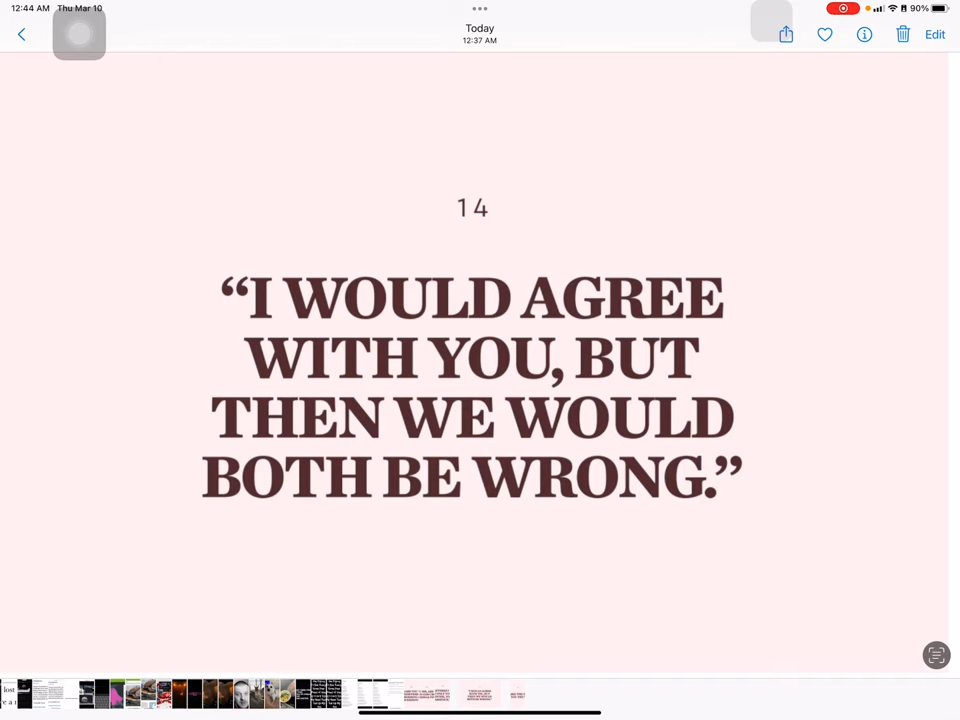 12:44 AM Thu Mar 10
90%
Today
12:37 AM
Edit
14
“I WOULD AGREE
WITH YOU, BUT
THEN WE WOULD
BOTH BE WRONG.”
lost